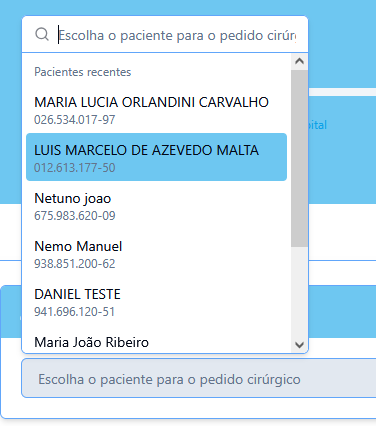 Escolha o paciente para o pedido cirúrg
Pacientes recentes
MARIA LUCIA ORLANDINI CARVALHO
026.534.017-97
pital
LUIS MARCELO DE AZEVEDO MALTA
012.613.177-50
Netuno joao
675.983.620-09
Nemo Manuel
938.851.200-62
DANIEL TESTE
941.696.120-51
Maria João Ribeiro
Escolha o paciente para o pedido cirúrgico